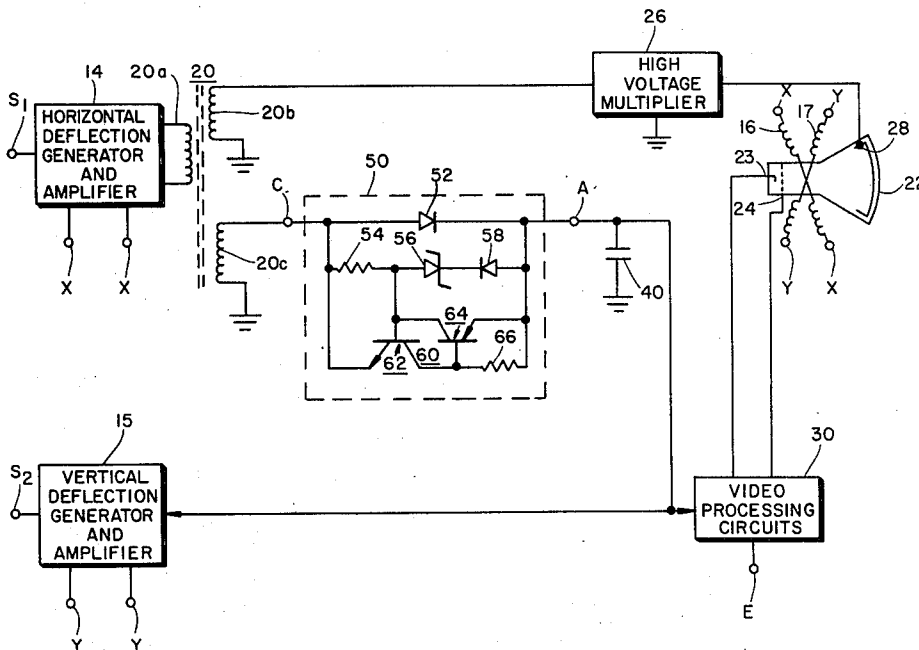 26
14
20a
20
HIGH
VOLTAGE
MULTIPLIER
S1
HORIZONTAL
DEFLECTION
GENERATOR
AND
AMPLIFIER
20b
X
Y
16
17
28
23
22
24
50
C
52
A
54
56
58
X
X
20c
Y
X
40
64
66
62
60
15
30
S2
VERTICAL
DEFLECTION
GENERATOR
AND
AMPLIFIER
VIDEO
PROCESSING
CIRCUITS
E
Y
Y